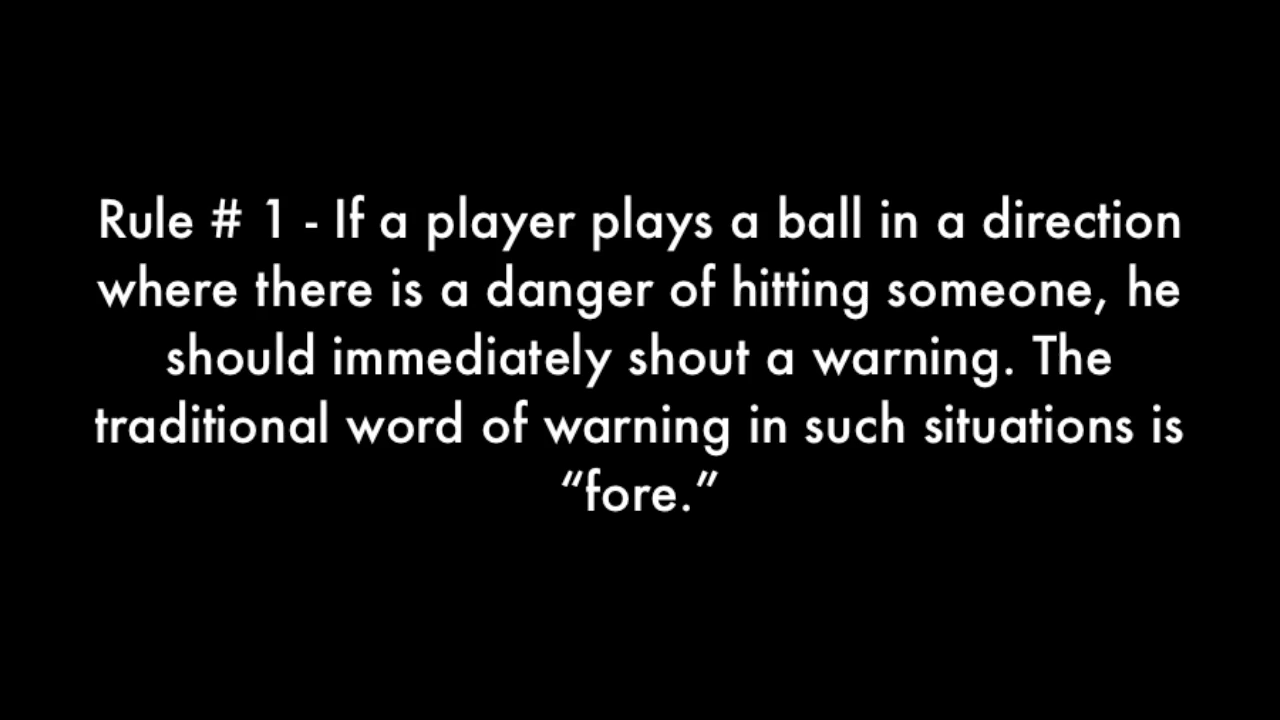 Rule # 1 - If a player plays a ball in a direction
where there is a danger of hitting someone, he
should immediately shout a warning. The
traditional word of warning in such situations is
“fore.”